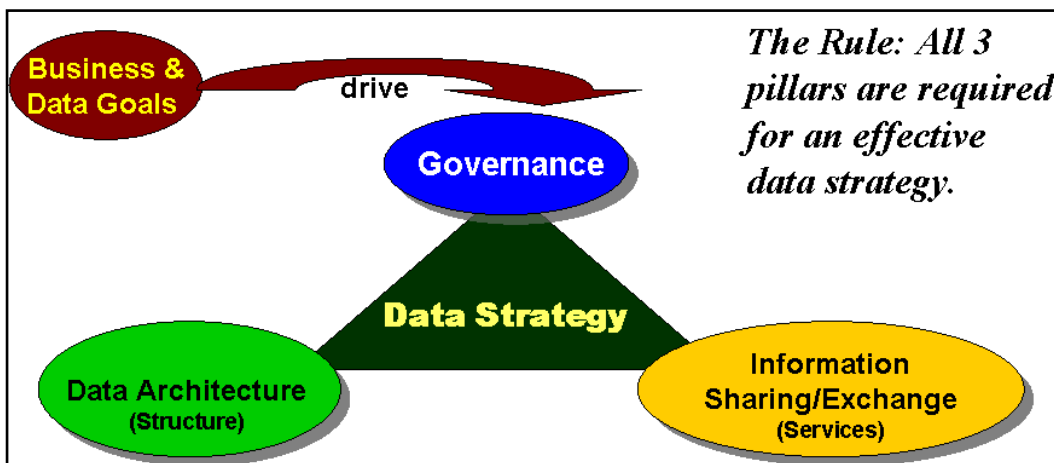 Business &
Data Goals
drive
The Rule: All 3
pillars are required
for an effective
data strategy.
Governance
Data Strategy
Data Architecture
(Structure)
Information
Sharing/Exchange
(Services)